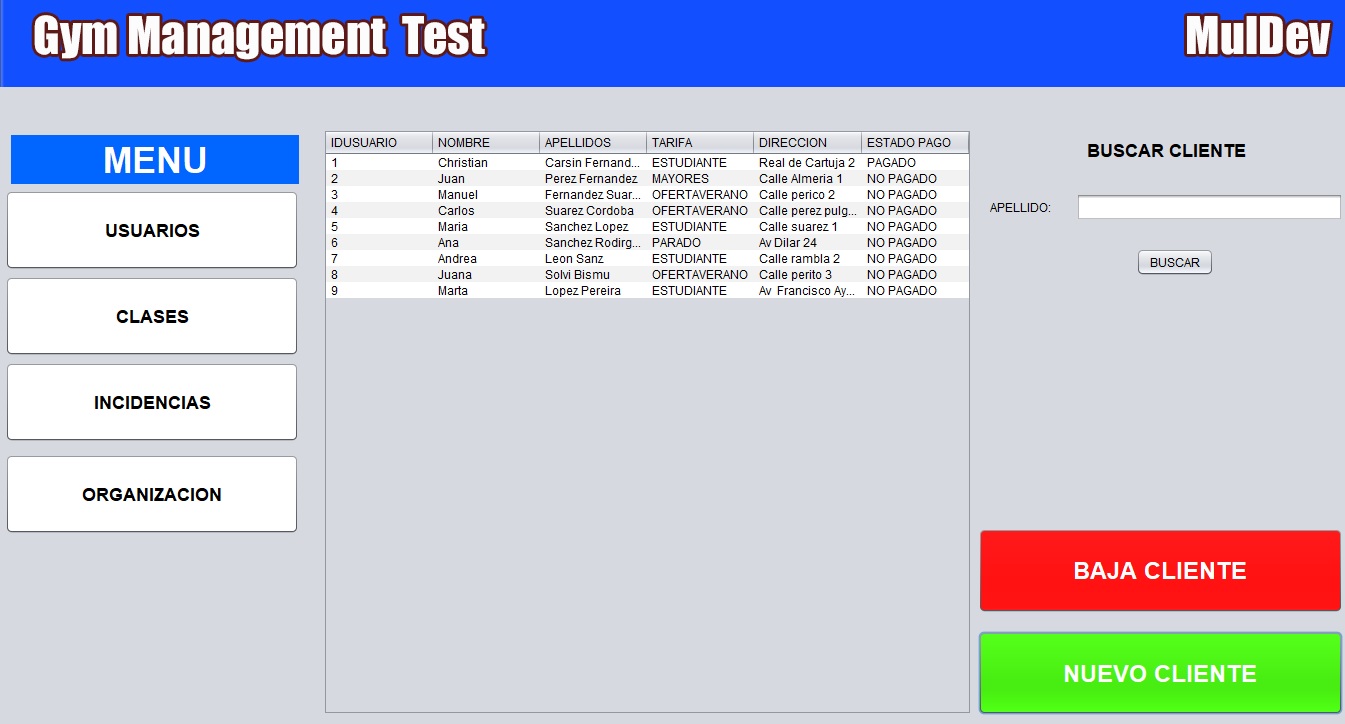 Gym Management Test
MulDev
MENU
USUARIOS
CLASES
INCIDENCIAS
ORGANIZACION
IDUSUARIO NOMBRE APELLIDOS TARIFA DIRECCION ESTADO PAGO
1 Christian Carsin Fernand... ESTUDIANTE Real de Cartuja 2 PAGADO
2 Juan Perez Fernandez MAYORES Calle Almeria 1 NO PAGADO
3 Manuel Fernandez Suar... OFERTAVERANO Calle perico 2 NO PAGADO
4 Carlos Suarez Cordoba OFERTAVERANO Calle perez pulg... NO PAGADO
5 Maria Sanchez Lopez ESTUDIANTE Calle suarez 1 NO PAGADO
6 Ana Sanchez Rodirg... PARADO Av Dilar 24 NO PAGADO
7 Andrea Leon Sanz ESTUDIANTE Calle rambla 2 NO PAGADO
8 Juana Solvi Bismu OFERTAVERANO Calle perito 3 NO PAGADO
9 Marta Lopez Pereira ESTUDIANTE Av Francisco Ay... NO PAGADO
BUSCAR CLIENTE
APELLIDO:
BUSCAR
BAJA CLIENTE
NUEVO CLIENTE